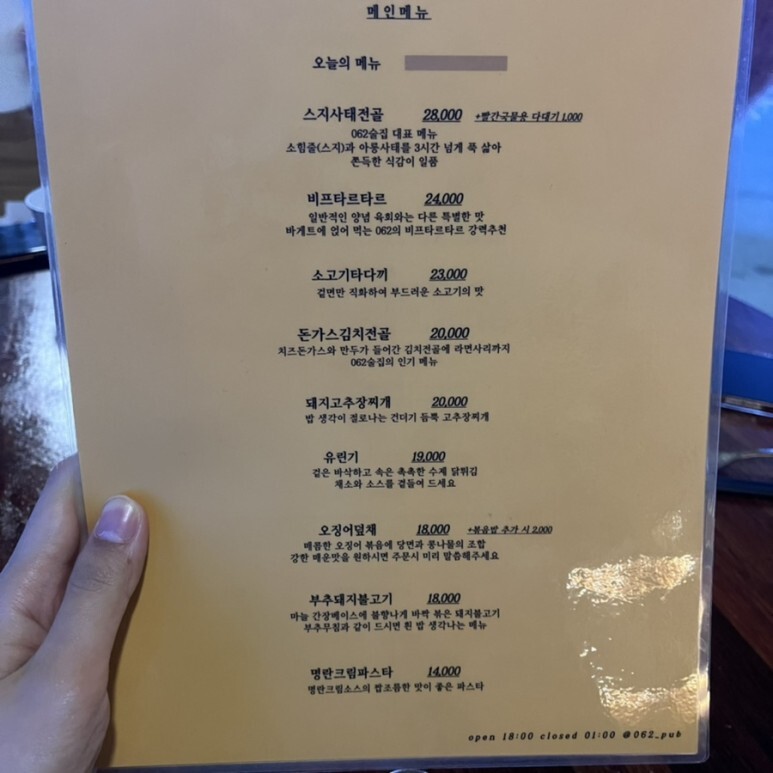 메인메뉴
오늘의 메뉴
스지사태전골 28,000 +빨간국물용 다대기 1,000
062술집 대표 메뉴
소힘줄(스지)과 아롱사태를 3시간 넘게 푹 삶아
쫀득한 식감이 일품
비프타르타르 24,000
일반적인 양념 육회와는 다른 특별한 맛
바게트에 얹어 먹는 062의 비프타르타르 강력추천
소고기타다끼 23,000
겉면만 직화하여 부드러운 소고기의 맛
돈가스김치전골 20,000
치즈돈가스와 만두가 들어간 김치전골에 라면사리까지
062술집의 인기 메뉴
돼지고추장찌개 20,000
밥 생각이 절로나는 건더기 듬뿍 고추장찌개
유린기 19,000
겉은 바삭하고 속은 촉촉한 수제 닭튀김
채소와 소스를 곁들여 드세요
오징어덮채 18,000 +볶음밥 추가 시 2,000
매콤한 오징어 볶음에 당면과 콩나물의 조합
강한 매운맛을 원하시면 주문시 미리 말씀해주세요
부추돼지불고기 18,000
마늘 간장베이스에 불향나게 바싹 볶은 돼지불고기
부추무침과 같이 드시면 흰 밥 생각나는 메뉴
명란크림파스타 14,000
명란크림소스의 짭조름한 맛이 좋은 파스타
open 18:00 closed 01:00 @062_pub